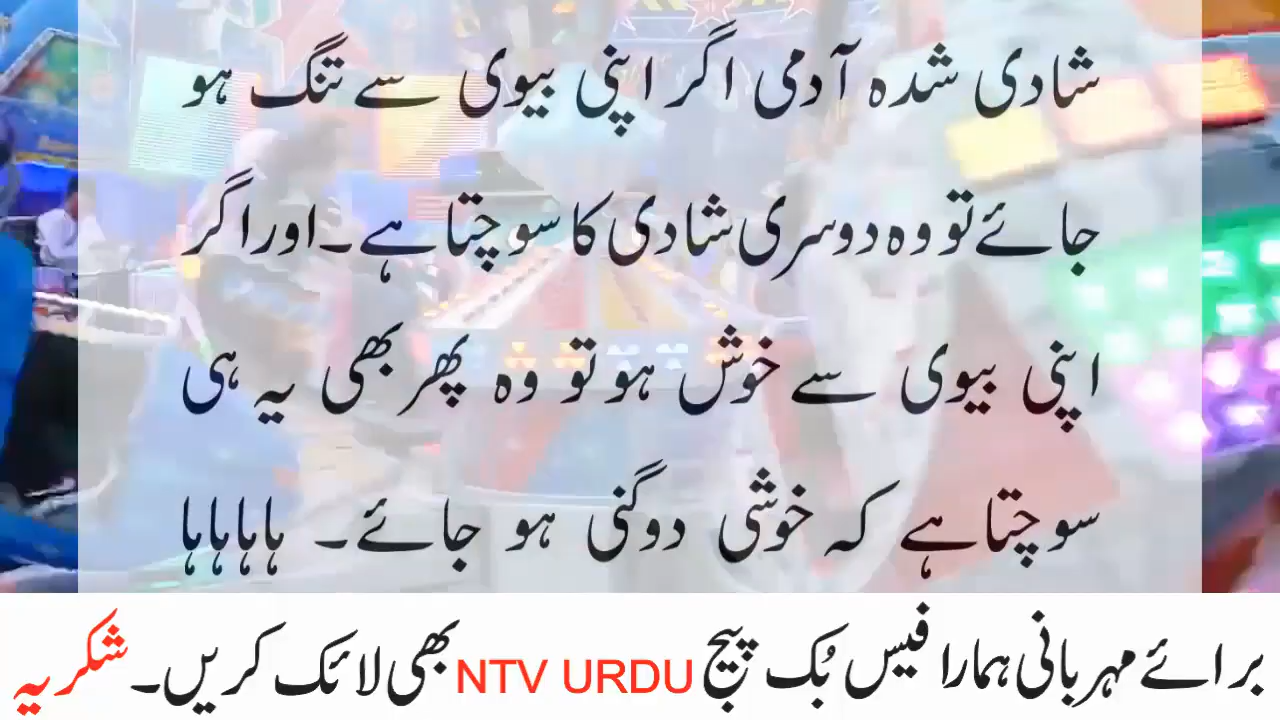 شادی شدہ آدمی اگر اپنی بیوی سے تنگ ہو
جائے تو وہ دوسری شادی کا سوچتا ہے۔ اور اگر
اپنی بیوی سے خوش ہو تو وہ پھر بھی یہ ہی
سوچتا ہے کہ خوشی دوگنی ہو جائے۔ ہاہاہاہا
برائے مہربانی ہمارا فیس بُک پیج NTV URDU بھی لائک کریں۔ شکریہ